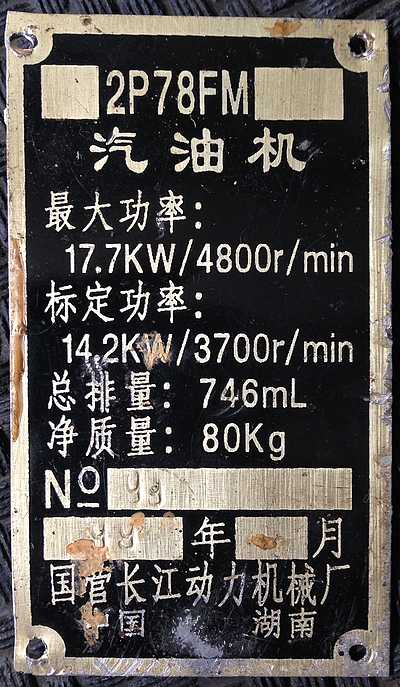 2P78FM
汽油机
最大功率：
17.7KW/4800r/min
标定功率：
14.2KW/3700r/min
总排量：746mL
净质量：80Kg
Nº 99
99 年 月
国营长江动力机械厂
中国 湖南